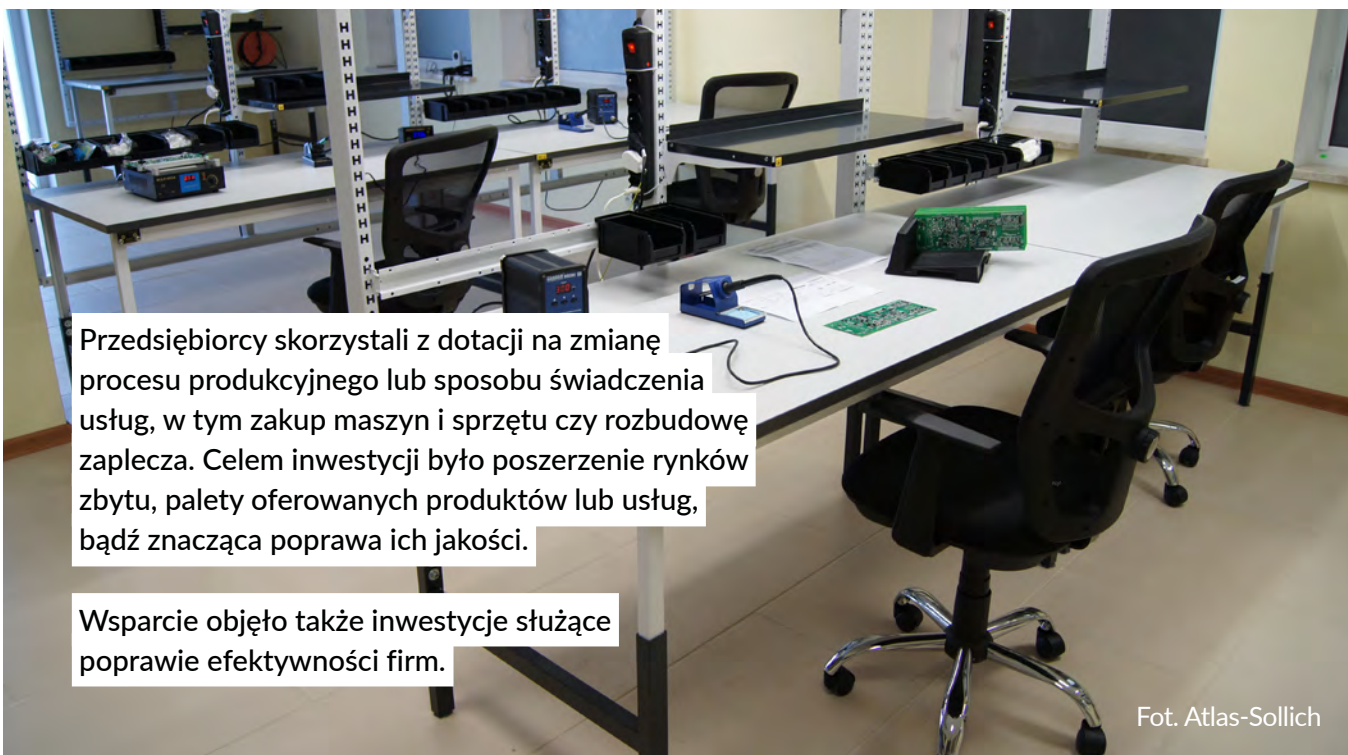 Przedsiębiorcy skorzystali z dotacji na zmianę
procesu produkcyjnego lub sposobu świadczenia
usług, w tym zakup maszyn i sprzętu czy rozbudowę
zaplecza. Celem inwestycji było poszerzenie rynków
zbytu, palety oferowanych produktów lub usług,
bądź znacząca poprawa ich jakości.
Wsparcie objęło także inwestycje służące
poprawie efektywności firm.
Fot. Atlas-Sollich